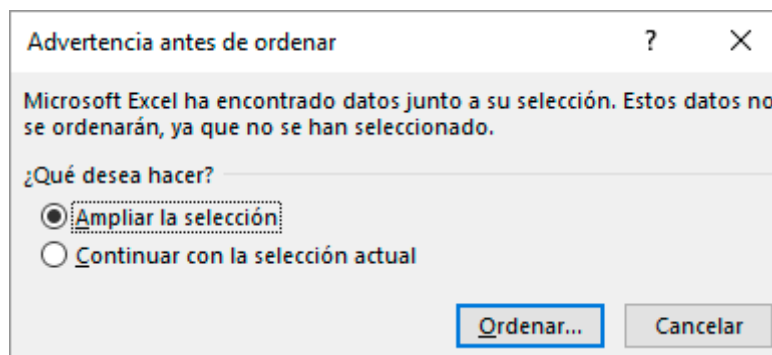 Advertencia antes de ordenar ?
Microsoft Excel ha encontrado datos junto a su selección. Estos datos no
se ordenarán, ya que no se han seleccionado.
¿Qué desea hacer?
Ampliar la selección
Continuar con la selección actual
Ordenar... Cancelar